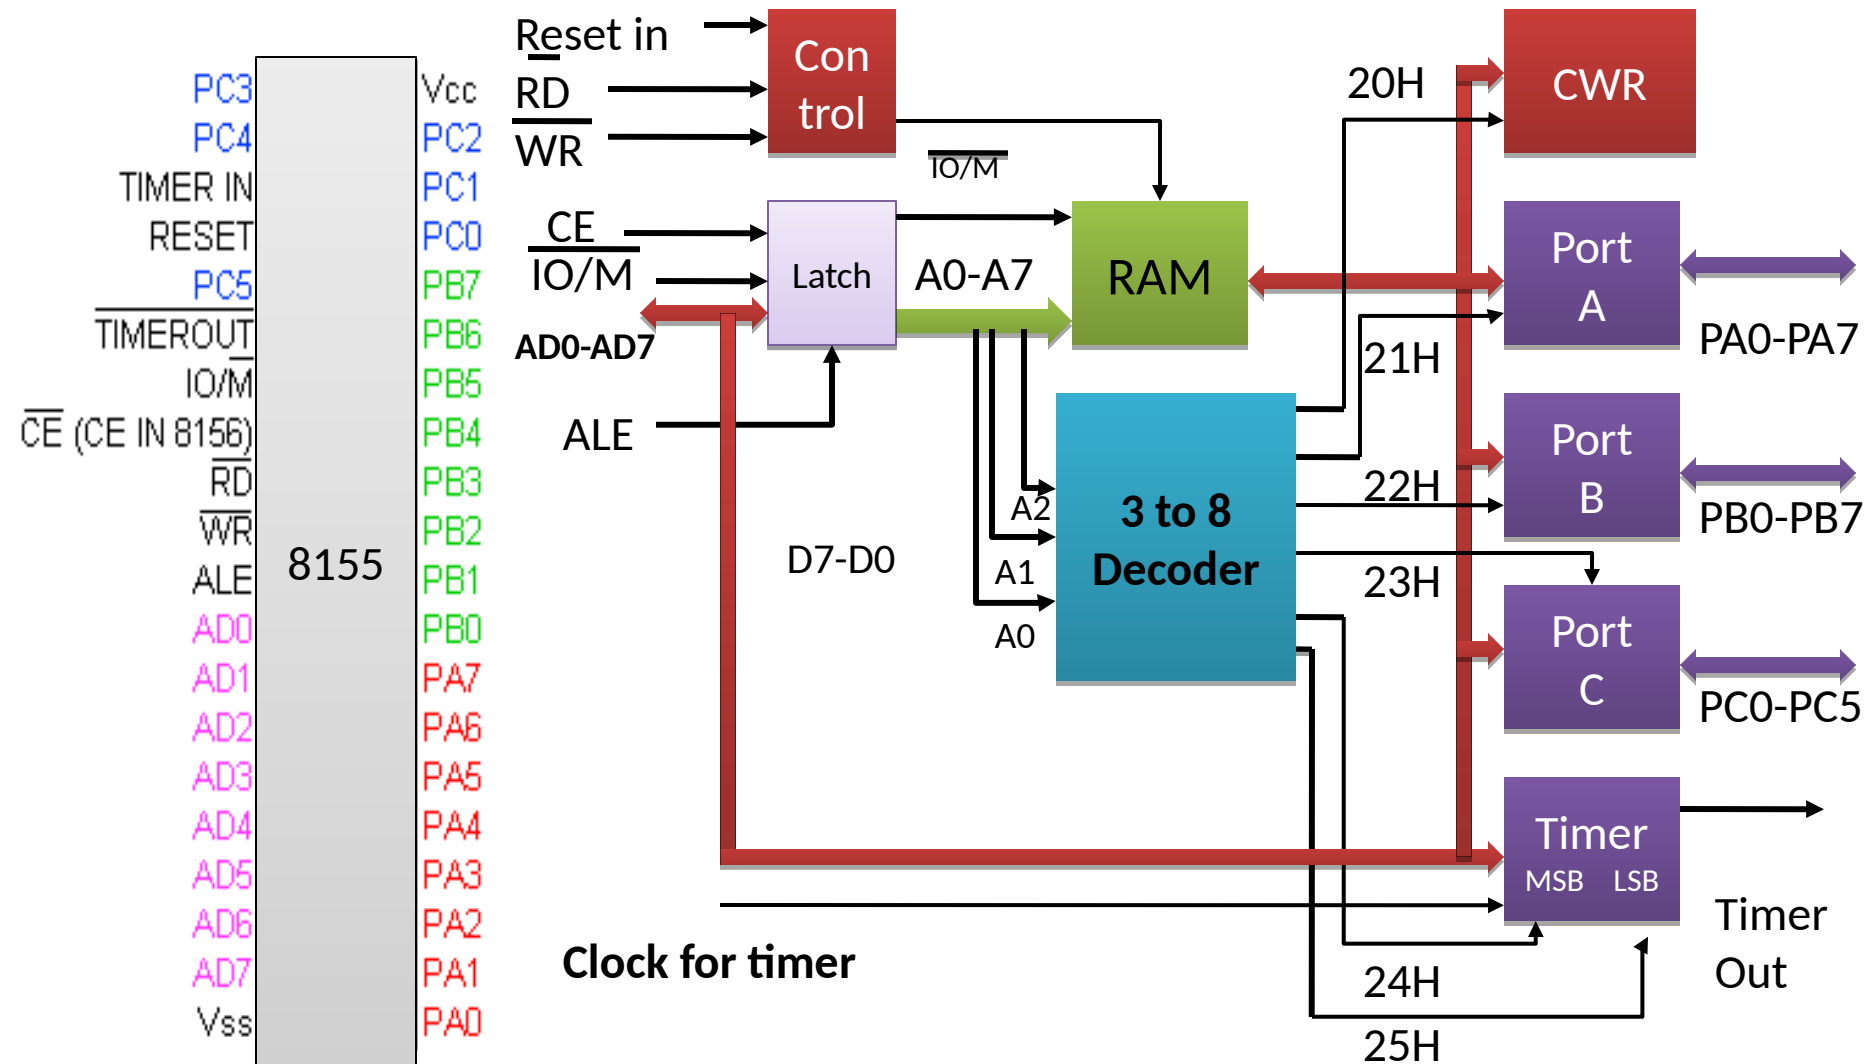 PC3
PC4
TIMER IN
RESET
PC5
TIMEROUT
IO/M
CE (CE IN 8156)
RD
WR
ALE
AD0
AD1
AD2
AD3
AD4
AD5
AD6
AD7
Vss
8155
Vcc
PC2
PC1
PC0
PB7
PB6
PB5
PB4
PB3
PB2
PB1
PB0
PA7
PA6
PA5
PA4
PA3
PA2
PA1
PA0
Reset in
RD
WR
CE
IO/M
AD0-AD7
ALE
Con
trol
IO/M
Latch
A0-A7
RAM
A2
A1
A0
D7-D0
3 to 8
Decoder
20H
21H
22H
23H
24H
25H
CWR
Port
A
PA0-PA7
Port
B
PB0-PB7
Port
C
PC0-PC5
Timer
MSB LSB
Timer
Out
Clock for timer